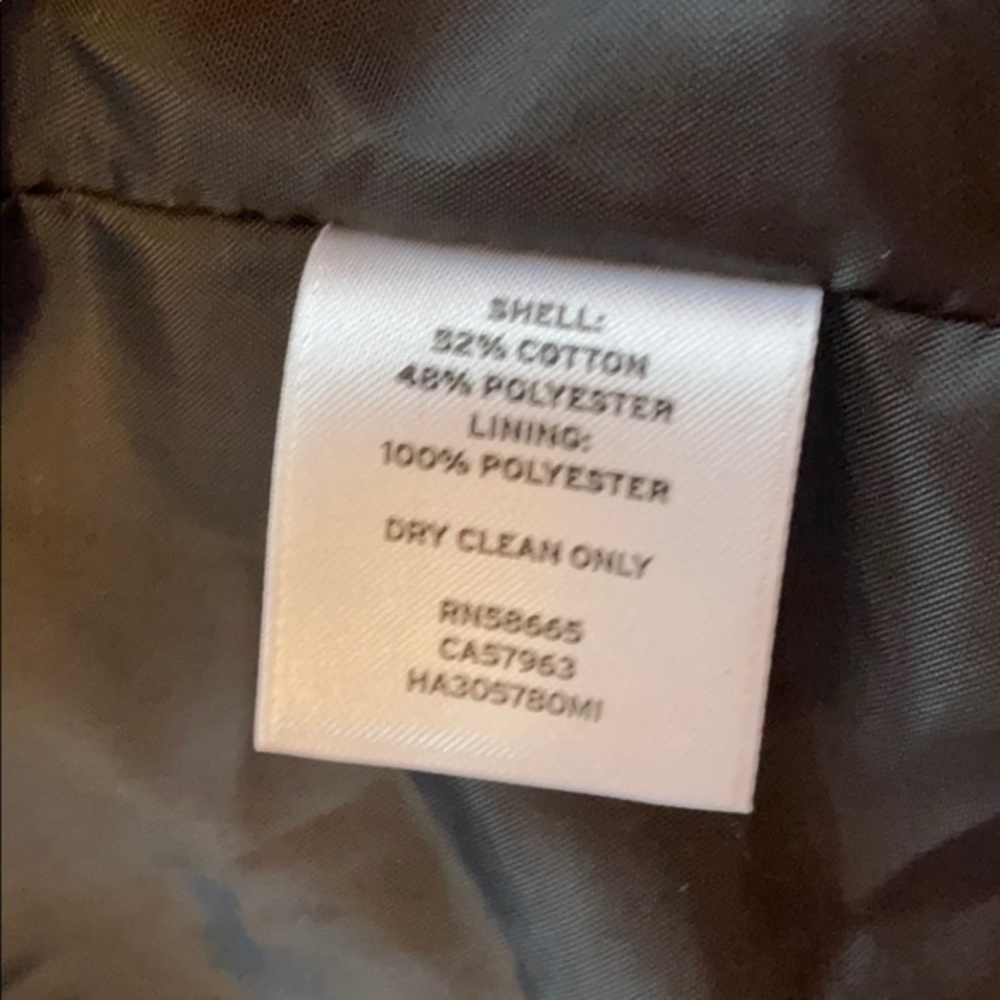 SHELL:
52% COTTON
48% POLYESTER
LINING:
100% POLYESTER
DRY CLEAN ONLY
RN58665
CA57963
HA305780MI